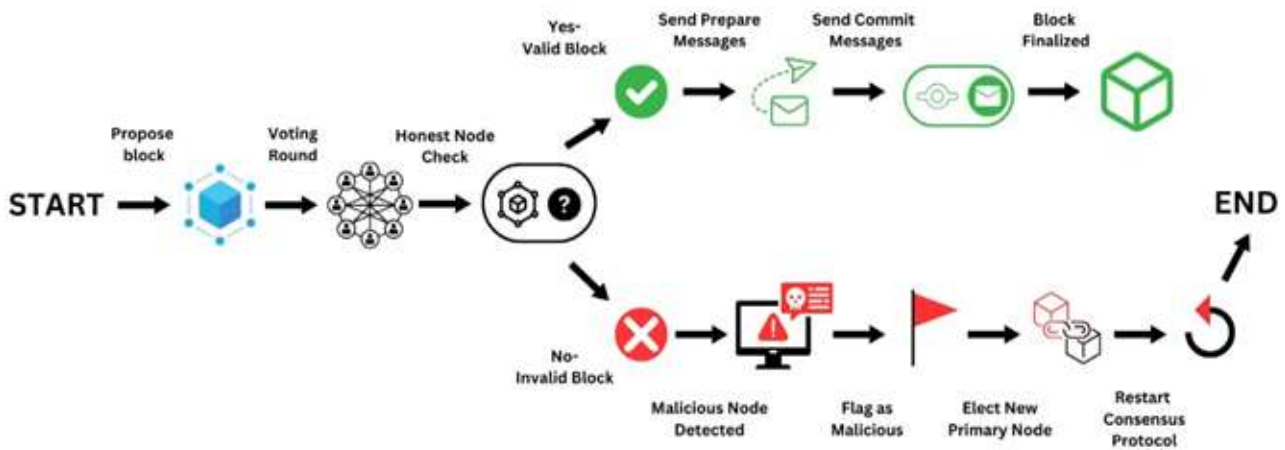 Yes-
Valid Block
Send Prepare
Messages
Send Commit
Messages
Block
Finalized
Propose
block
Voting
Round
Honest Node
Check
START
?
END
No-
Invalid Block
Malicious Node
Detected
Flag as
Malicious
Elect New
Primary Node
Restart
Consensus
Protocol